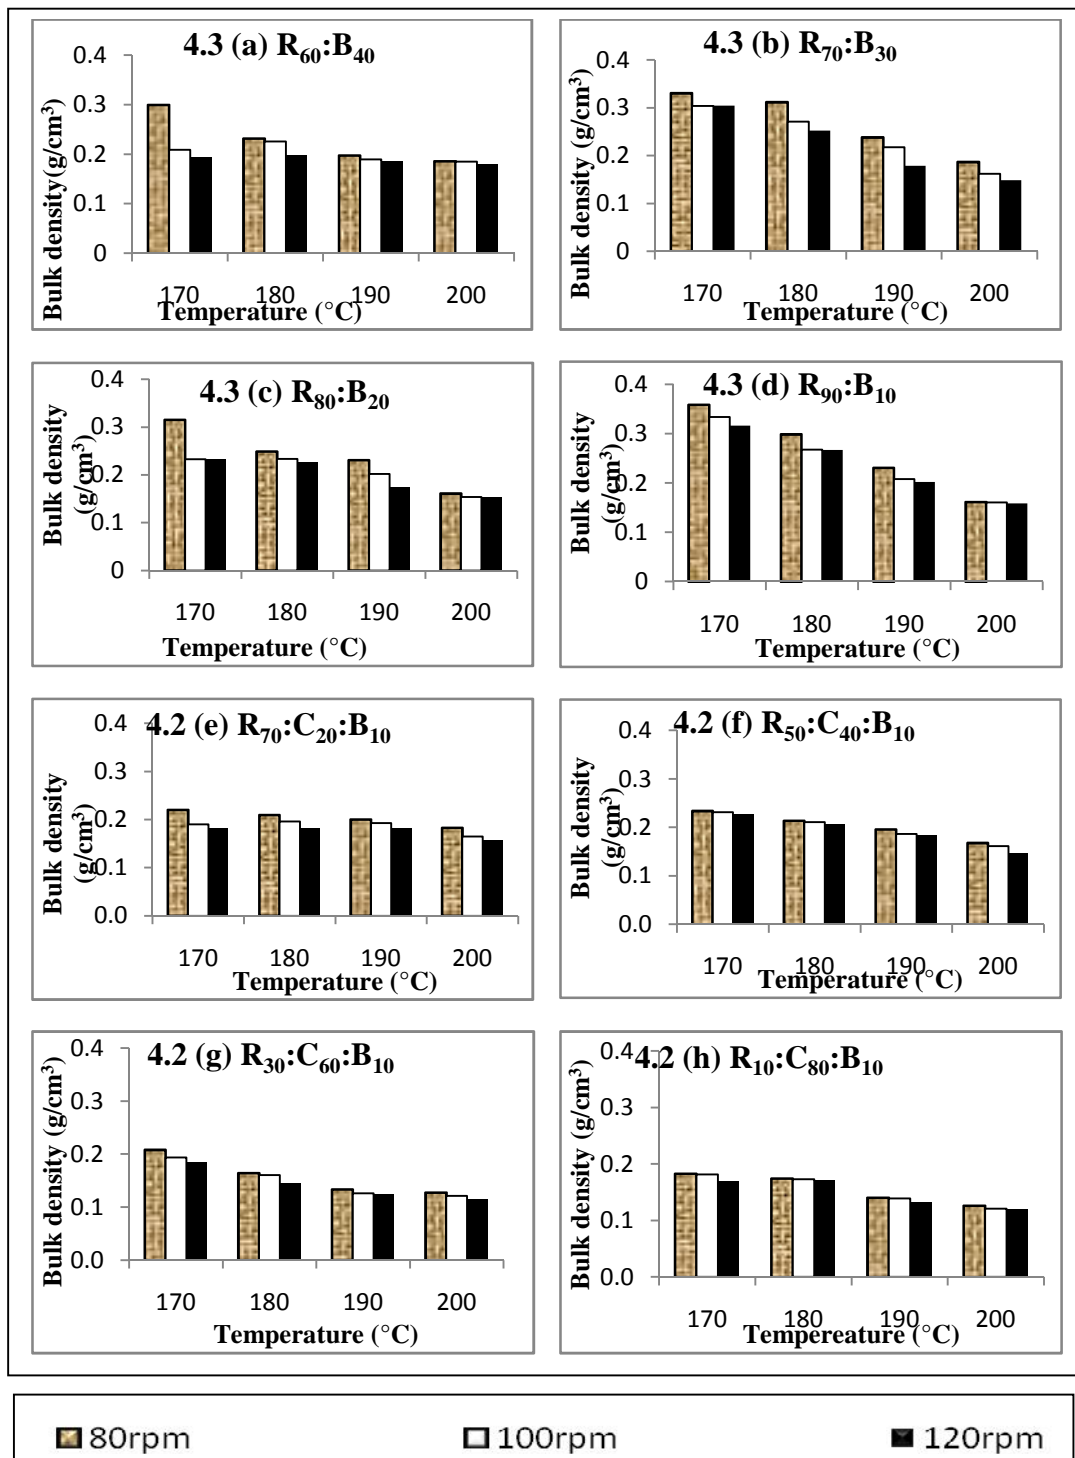 4.3 (a) R60:B40
0.4
0.3
0.2
0.1
0
Bulk density(g/cm³)
170 180 190 200
Temperature (°C)
4.3 (b) R70:B30
0.4
0.3
0.2
0.1
0
Bulk density (g/cm³)
170 180 190 200
Temperature (°C)
4.3 (c) R80:B20
0.4
0.3
0.2
0.1
0
Bulk density
(g/cm³)
170 180 190 200
Temperature (°C)
4.3 (d) R90:B10
0.4
0.3
0.2
0.1
0
Bulk density
(g/cm³)
170 180 190 200
Temperature (°C)
4.2 (e) R70:C20:B10
0.4
0.3
0.2
0.1
0.0
Bulk density
(g/cm³)
170 180 190 200
Temperature (°C)
4.2 (f) R50:C40:B10
0.4
0.3
0.2
0.1
0.0
Bulk density
(g/cm³)
170 180 190 200
Temperature (°C)
4.2 (g) R30:C60:B10
0.4
0.3
0.2
0.1
0.0
Bulk density (g/cm³)
170 180 190 200
Temperature (°C)
4.2 (h) R10:C80:B10
0.4
0.3
0.2
0.1
0.0
Bulk density (g/cm³)
170 180 190 200
Tempereature (°C)
80rpm 100rpm 120rpm